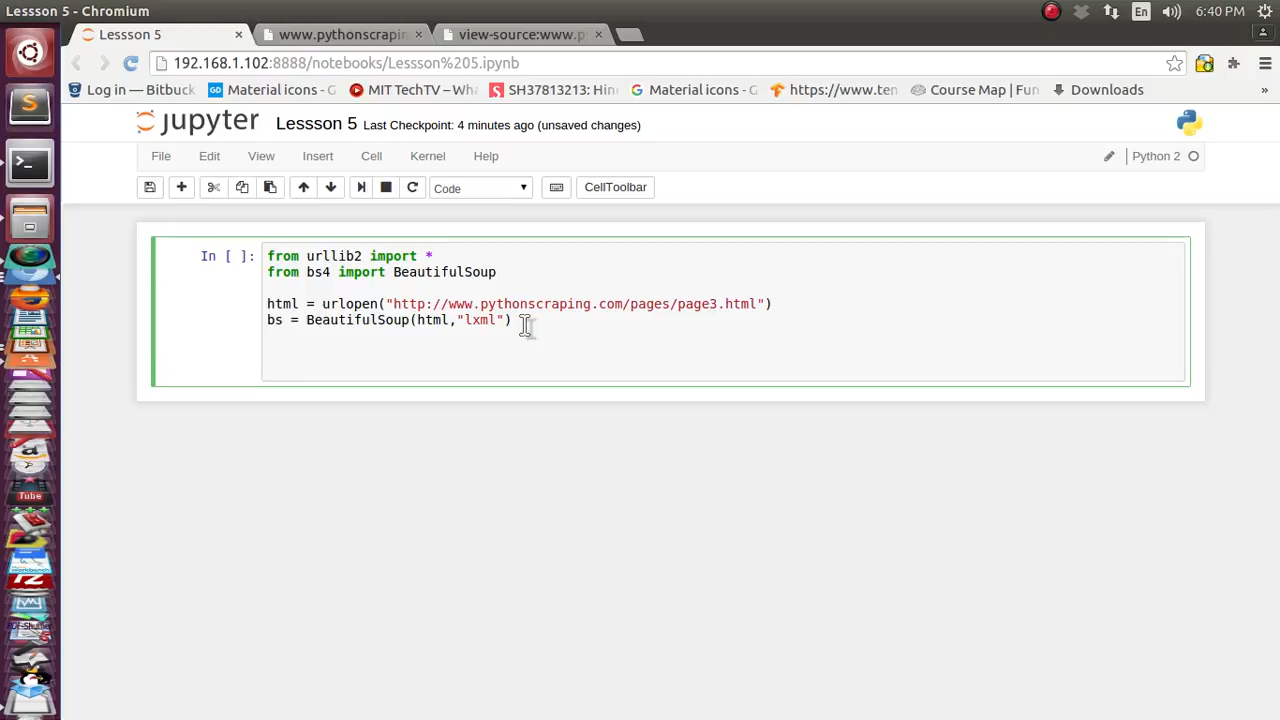 Lessson 5 - Chromium
En
6:40 PM
Lessson 5
www.pythonscrapin
view-source:www.p
192.168.1.102:8888/notebooks/Lessson%205.ipynb
Log in — Bitbuck
Material icons - G
MIT TechTV – Wha
SH37813213: Hin
Material icons - G
https://www.ten
Course Map | Fun
Downloads
»
jupyter
Lessson 5
Last Checkpoint: 4 minutes ago (unsaved changes)
File
Edit
View
Insert
Cell
Kernel
Help
Python 2
Code
CellToolbar
In [ ]:
from urllib2 import *
from bs4 import BeautifulSoup
html = urlopen("http://www.pythonscraping.com/pages/page3.html")
bs = BeautifulSoup(html,"lxml")
Tube